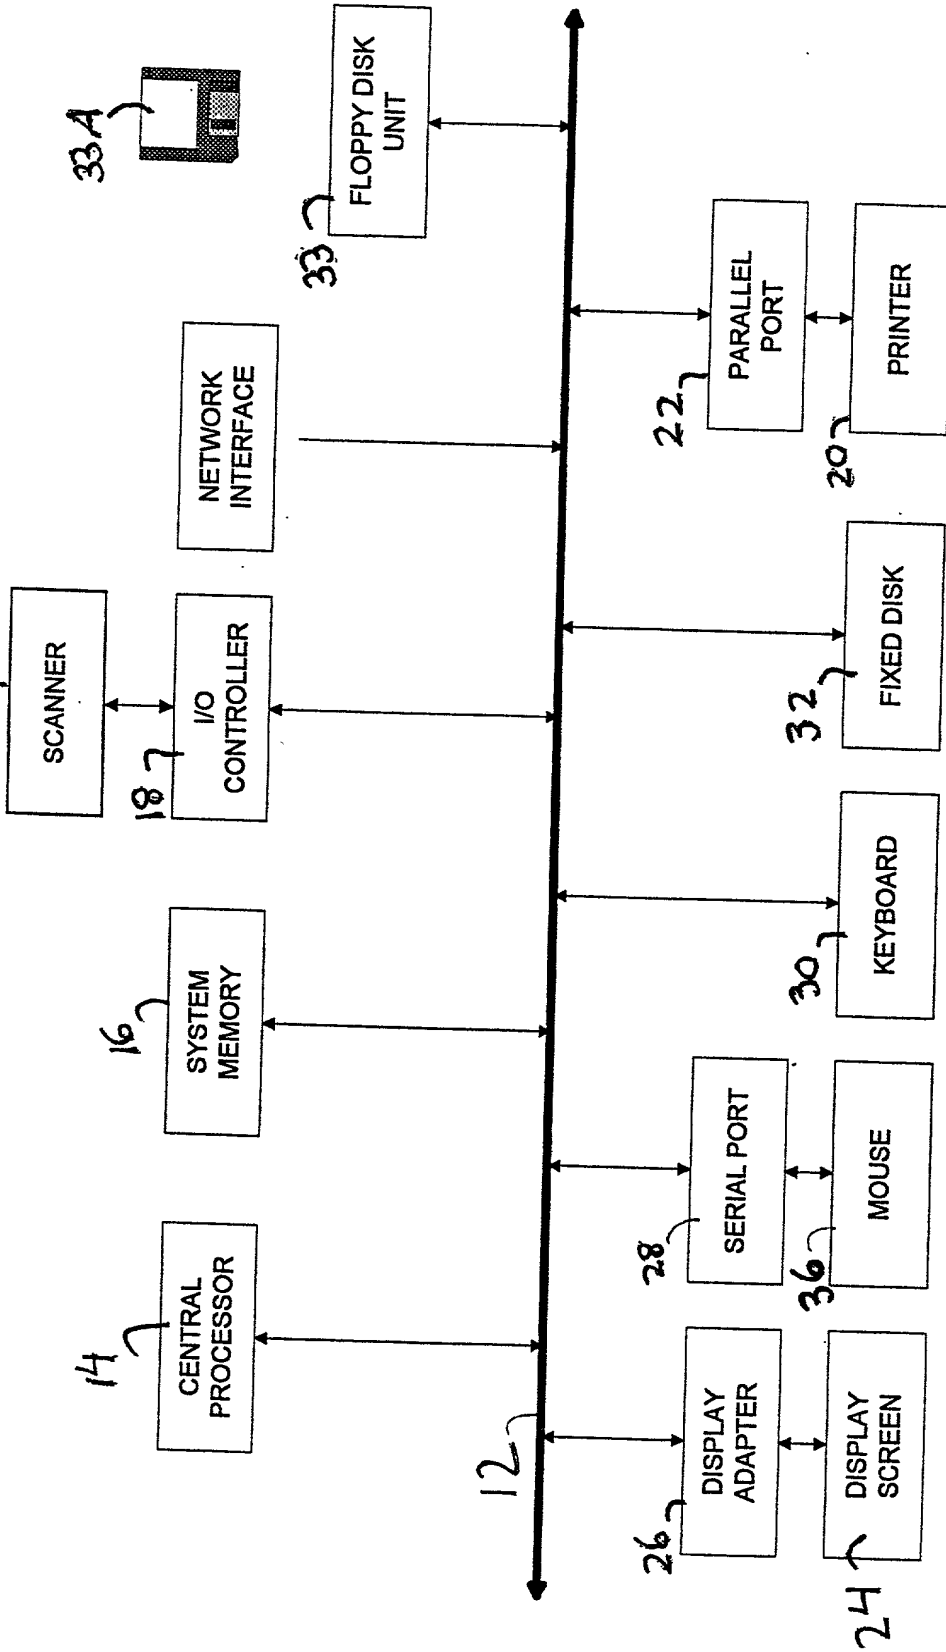 SCANNER
33A
14
CENTRAL
PROCESSOR
16
SYSTEM
MEMORY
18
I/O
CONTROLLER
NETWORK
INTERFACE
33
FLOPPY DISK
UNIT
12
26
DISPLAY
ADAPTER
28
SERIAL PORT
22
PARALLEL
PORT
24
DISPLAY
SCREEN
36
MOUSE
30
KEYBOARD
32
FIXED DISK
20
PRINTER